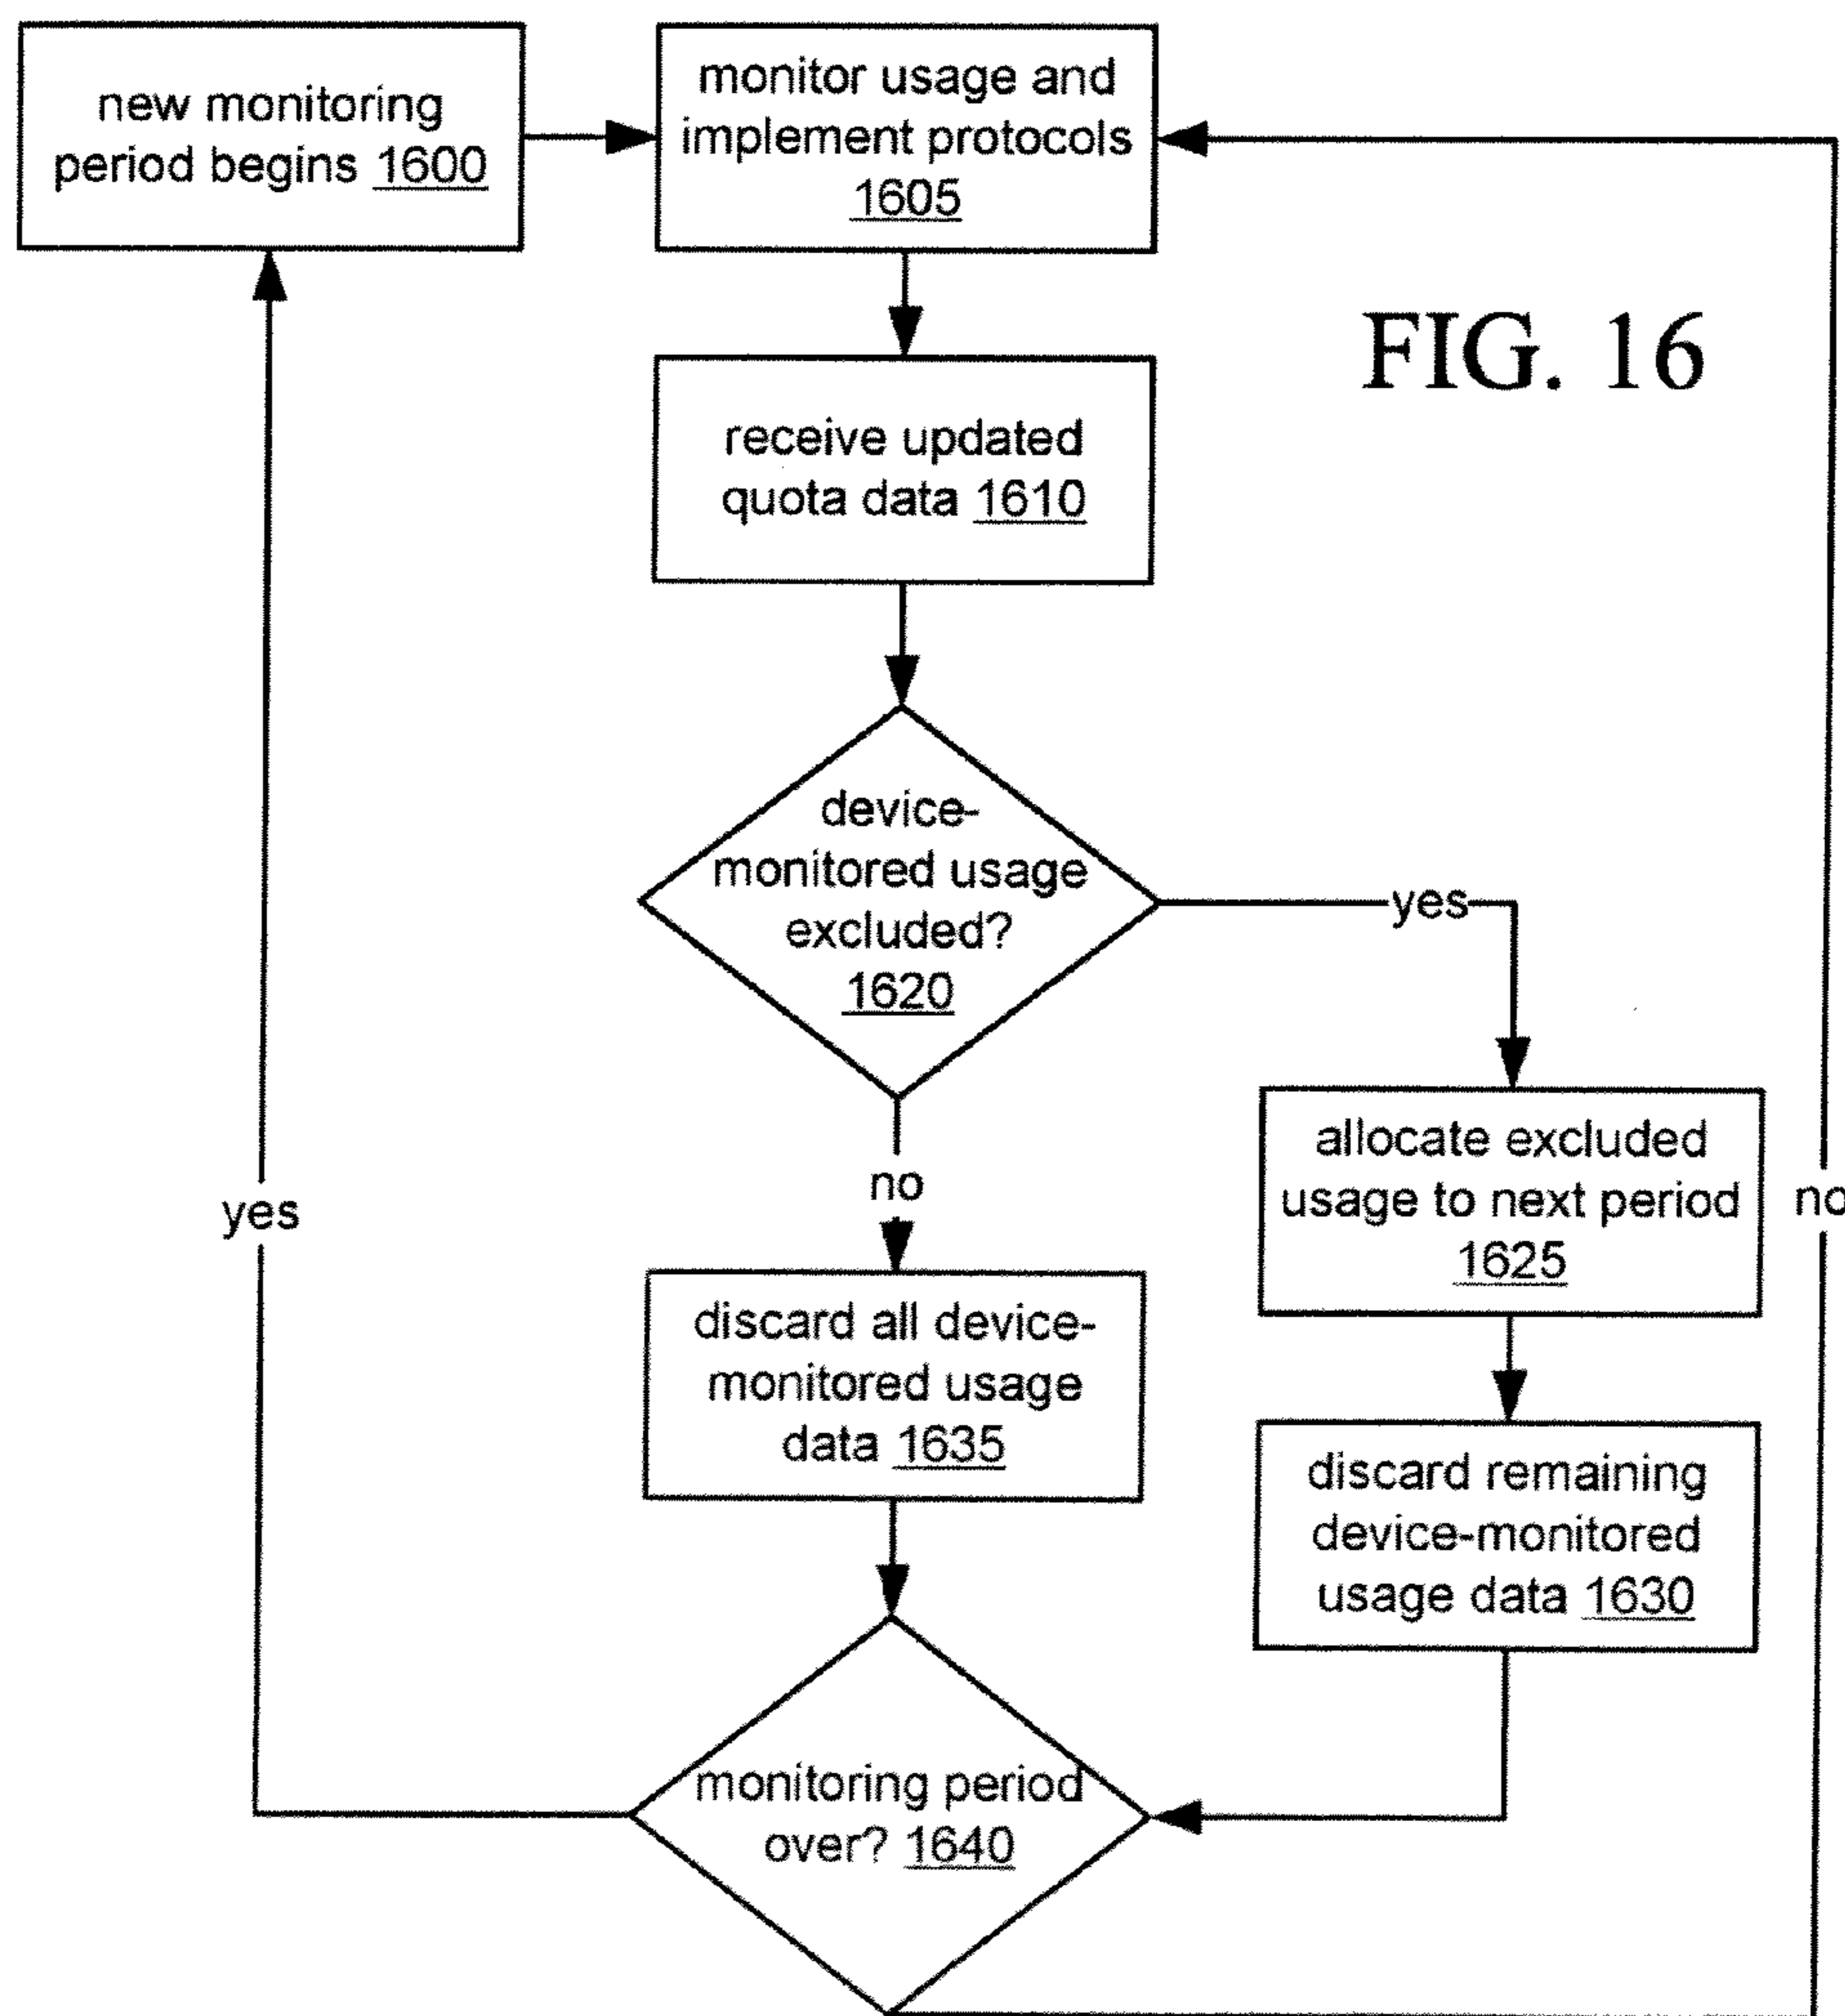 new monitoring
period begins 1600
monitor usage and
implement protocols
1605
FIG. 16
receive updated
quota data 1610
device-
monitored usage
excluded?
1620
yes
no
allocate excluded
usage to next period
1625
yes
no
discard all device-
monitored usage
data 1635
discard remaining
device-monitored
usage data 1630
monitoring period
over? 1640